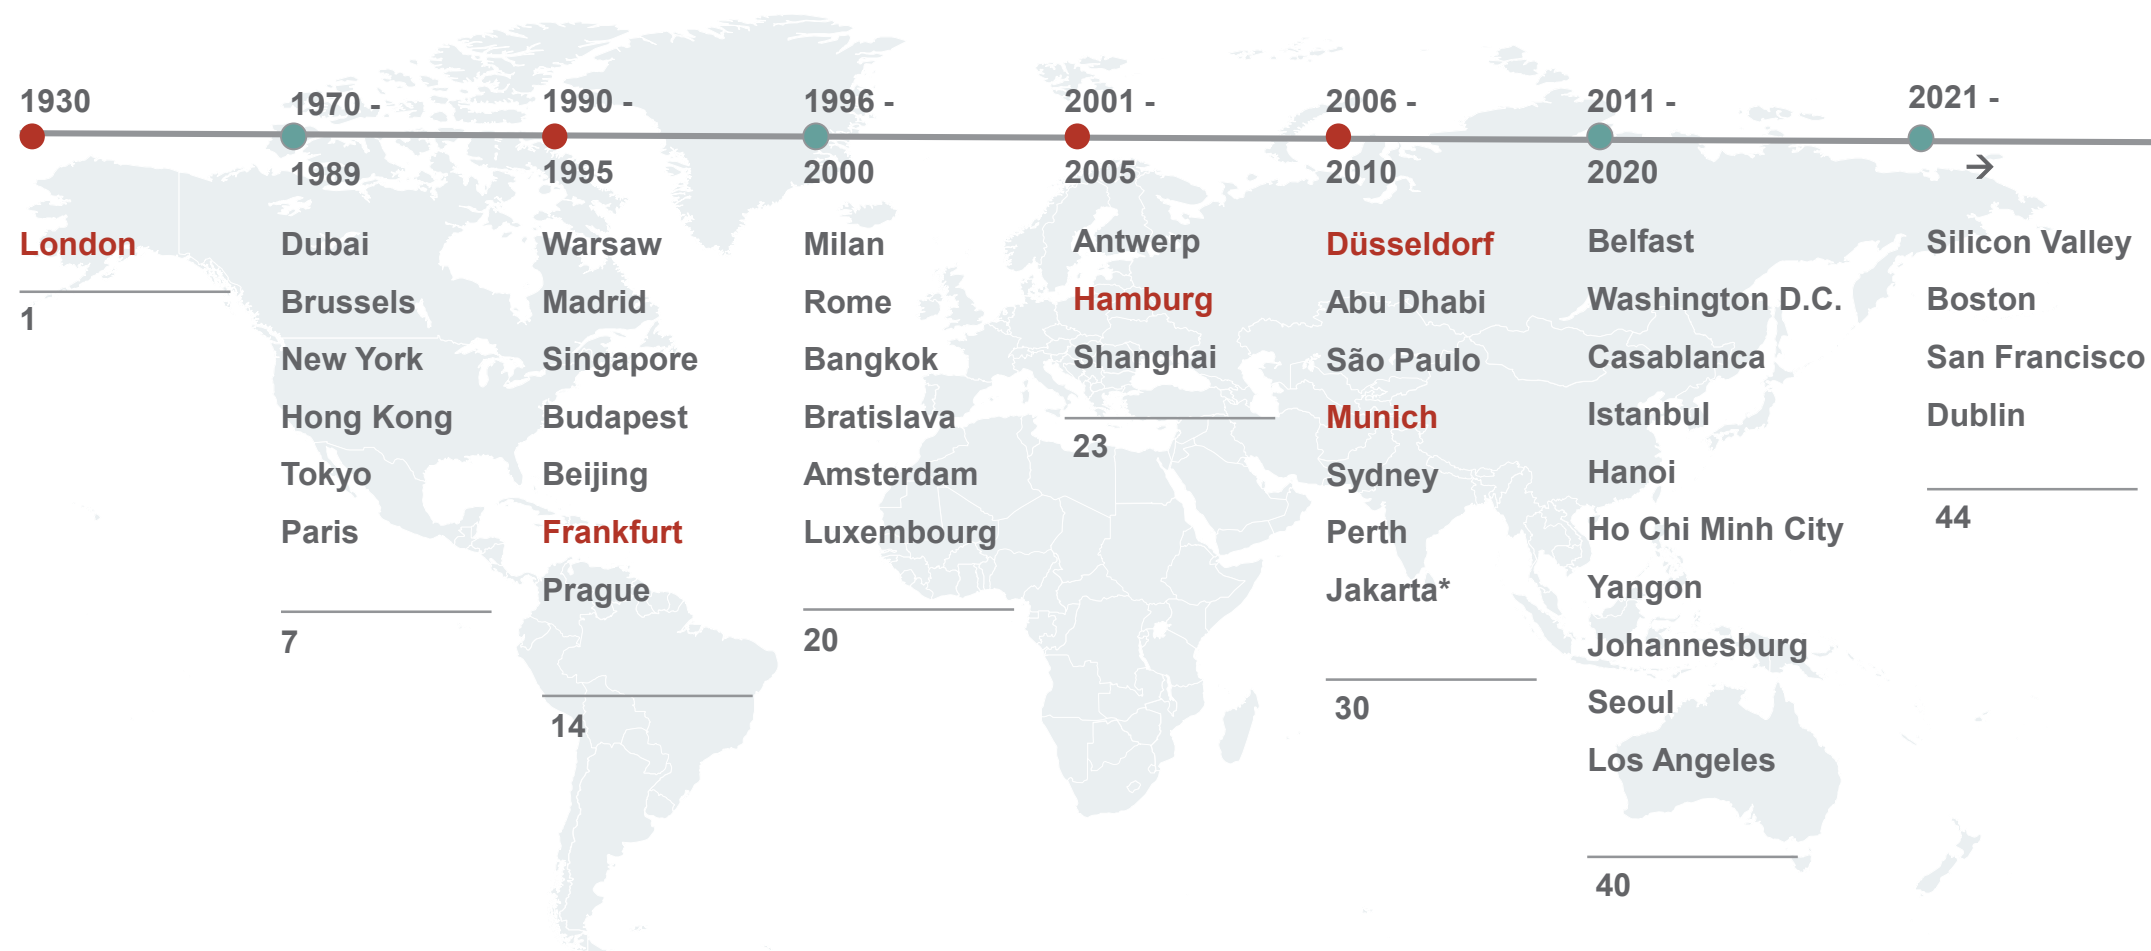 1930
London
1
1970 -
1989
Dubai
Brussels
New York
Hong Kong
Tokyo
Paris
7
1990 -
1995
Warsaw
Madrid
Singapore
Budapest
Beijing
Frankfurt
Prague
14
1996 -
2000
Milan
Rome
Bangkok
Bratislava
Amsterdam
Luxembourg
20
2001 -
2005
Antwerp
Hamburg
Shanghai
23
2006 -
2010
Düsseldorf
Abu Dhabi
São Paulo
Munich
Sydney
Perth
Jakarta*
30
2011 -
2020
Belfast
Washington D.C.
Casablanca
Istanbul
Hanoi
Ho Chi Minh City
Yangon
Johannesburg
Seoul
Los Angeles
40
2021 -
→
Silicon Valley
Boston
San Francisco
Dublin
44